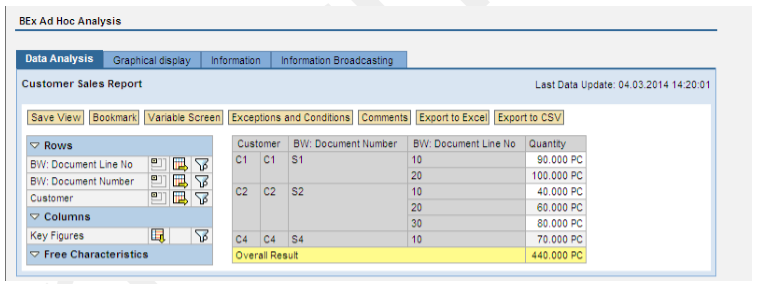 BEx Ad Hoc Analysis
Data Analysis Graphical display Information Information Broadcasting
Customer Sales Report Last Data Update: 04.03.2014 14:20:01
Save View Bookmark Variable Screen Exceptions and Conditions Comments Export to Excel Export to CSV
Rows
BW: Document Line No
BW: Document Number
Customer
Columns
Key Figures
Free Characteristics
Customer BW: Document Number BW: Document Line No Quantity
C1 C1 S1 10 90.000 PC
20 100.000 PC
C2 C2 S2 10 40.000 PC
20 60.000 PC
30 80.000 PC
C4 C4 S4 10 70.000 PC
Overall Result 440.000 PC